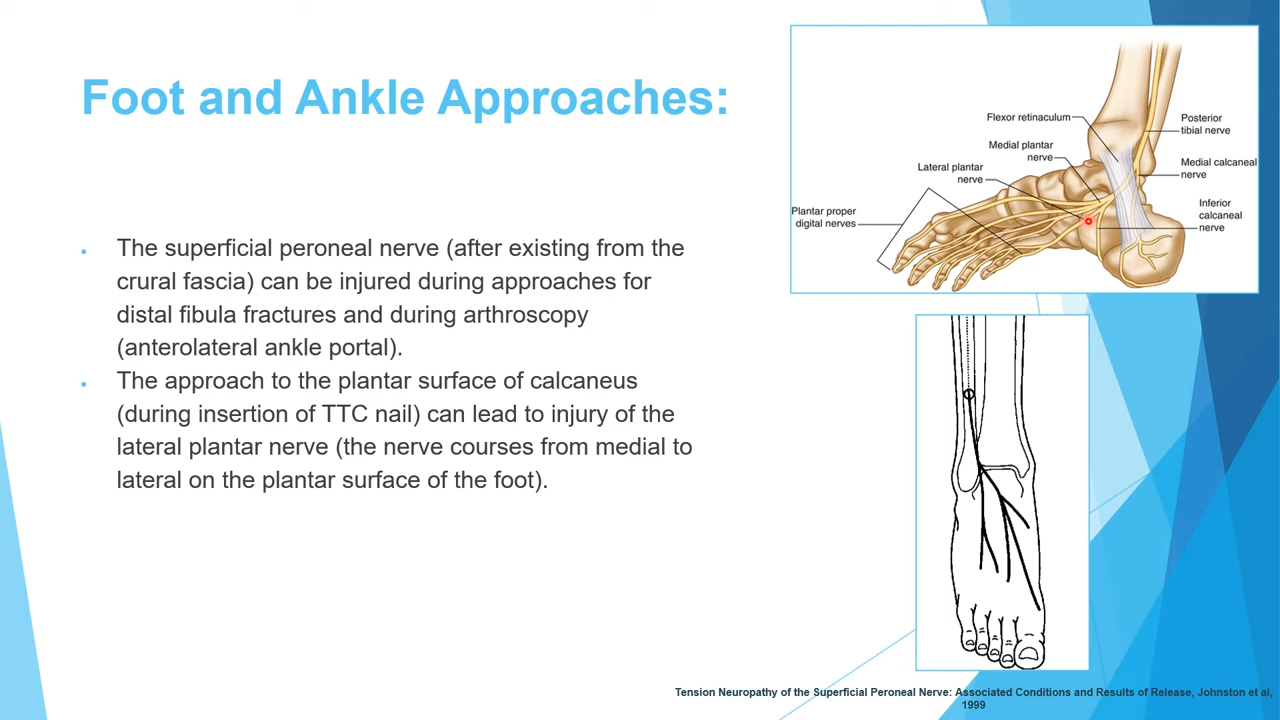 Foot and Ankle Approaches:
The superficial peroneal nerve (after existing from the
crural fascia) can be injured during approaches for
distal fibula fractures and during arthroscopy
(anterolateral ankle portal).
The approach to the plantar surface of calcaneus
(during insertion of TTC nail) can lead to injury of the
lateral plantar nerve (the nerve courses from medial to
lateral on the plantar surface of the foot).
Flexor retinaculum
Medial plantar
nerve
Lateral plantar
nerve
Plantar proper
digital nerves
Posterior
tibial nerve
Medial calcaneal
nerve
Inferior
calcaneal
nerve
Tension Neuropathy of the Superficial Peroneal Nerve: Associated Conditions and Results of Release, Johnston et al,
1999